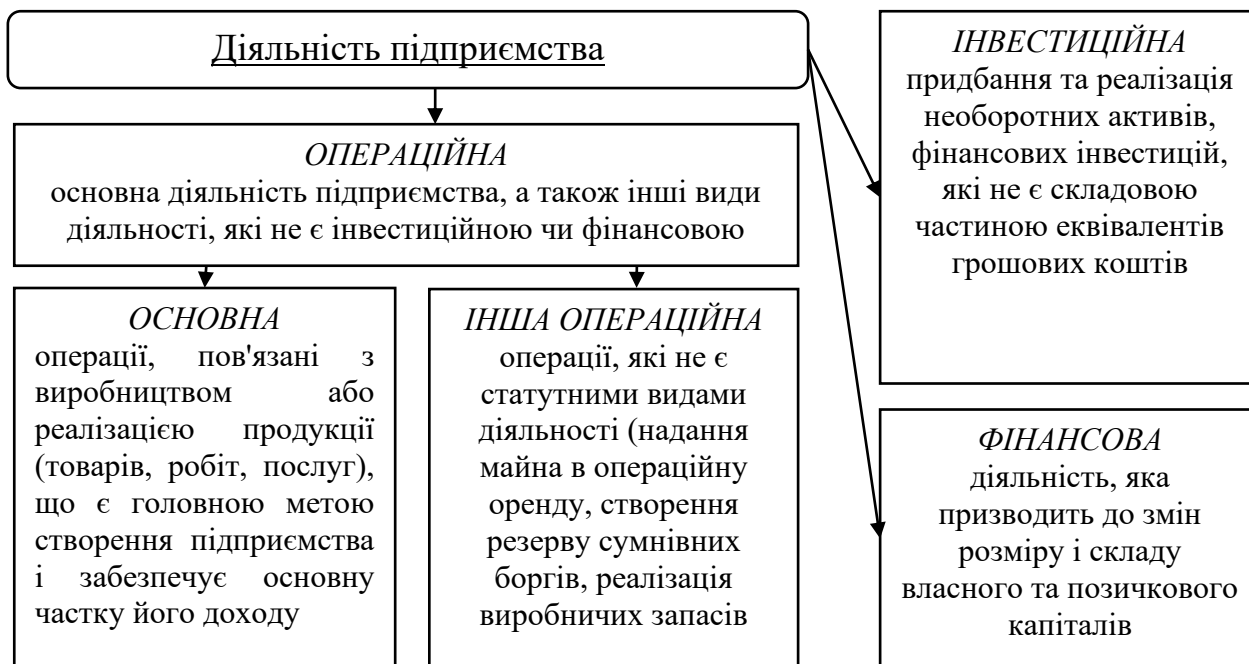 Діяльність підприємства
ОПЕРАЦІЙНА
основна діяльність підприємства, а також інші види
діяльності, які не є інвестиційною чи фінансовою
ОСНОВНА
операції, пов'язані з
виробництвом або
реалізацією продукції
(товарів, робіт, послуг),
що є головною метою
створення підприємства
і забезпечує основну
частку його доходу
ІНША ОПЕРАЦІЙНА
операції, які не є
статутними видами
діяльності (надання
майна в операційну
оренду, створення
резерву сумнівних
боргів, реалізація
виробничих запасів
ІНВЕСТИЦІЙНА
придбання та реалізація
необоротних активів,
фінансових інвестицій,
які не є складовою
частиною еквівалентів
грошових коштів
ФІНАНСОВА
діяльність, яка
призводить до змін
розміру і складу
власного та позичкового
капіталів